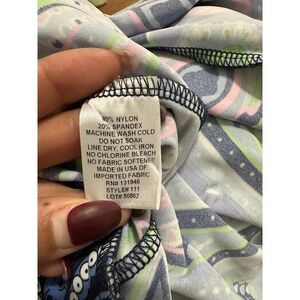 80% NYLON
20% SPANDEX
MACHINE WASH COLD
DO NOT SOAK
LINE DRY, COOL IRON
NO CHLORINE BLEACH
NO FABRIC SOFTENER
MADE IN USA OF
IMPORTED FABRIC
RN# 131946
STYLE# 111
LOT# 50862